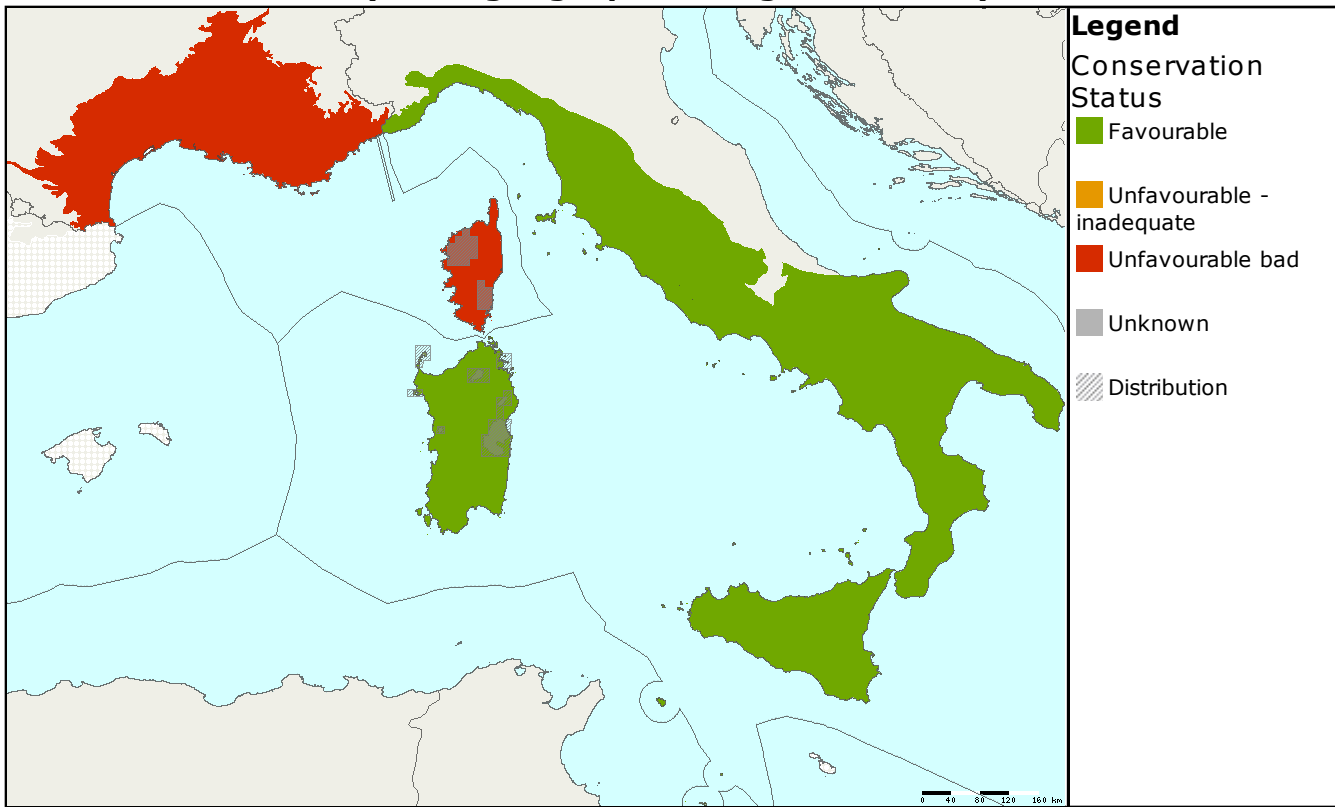 Legend
Conservation
Status
Favourable
Unfavourable -
inadequate
Unfavourable bad
Unknown
Distribution
0 40 80 120 160 km